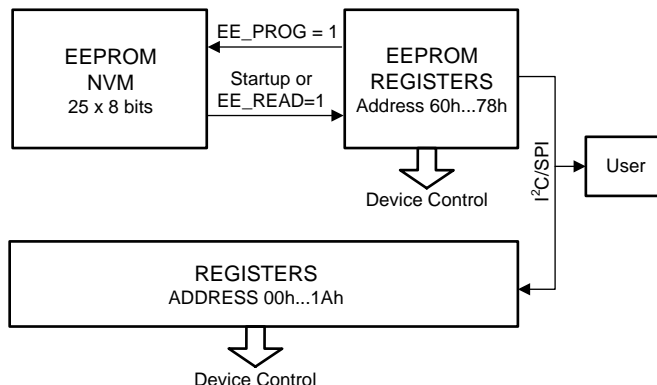 EEPROM
NVM
25 x 8 bits
EE_PROG = 1
Startup or
EE_READ=1
EEPROM
REGISTERS
Address 60h...78h
Device Control
I²C/SPI
User
REGISTERS
ADDRESS 00h...1Ah
Device Control